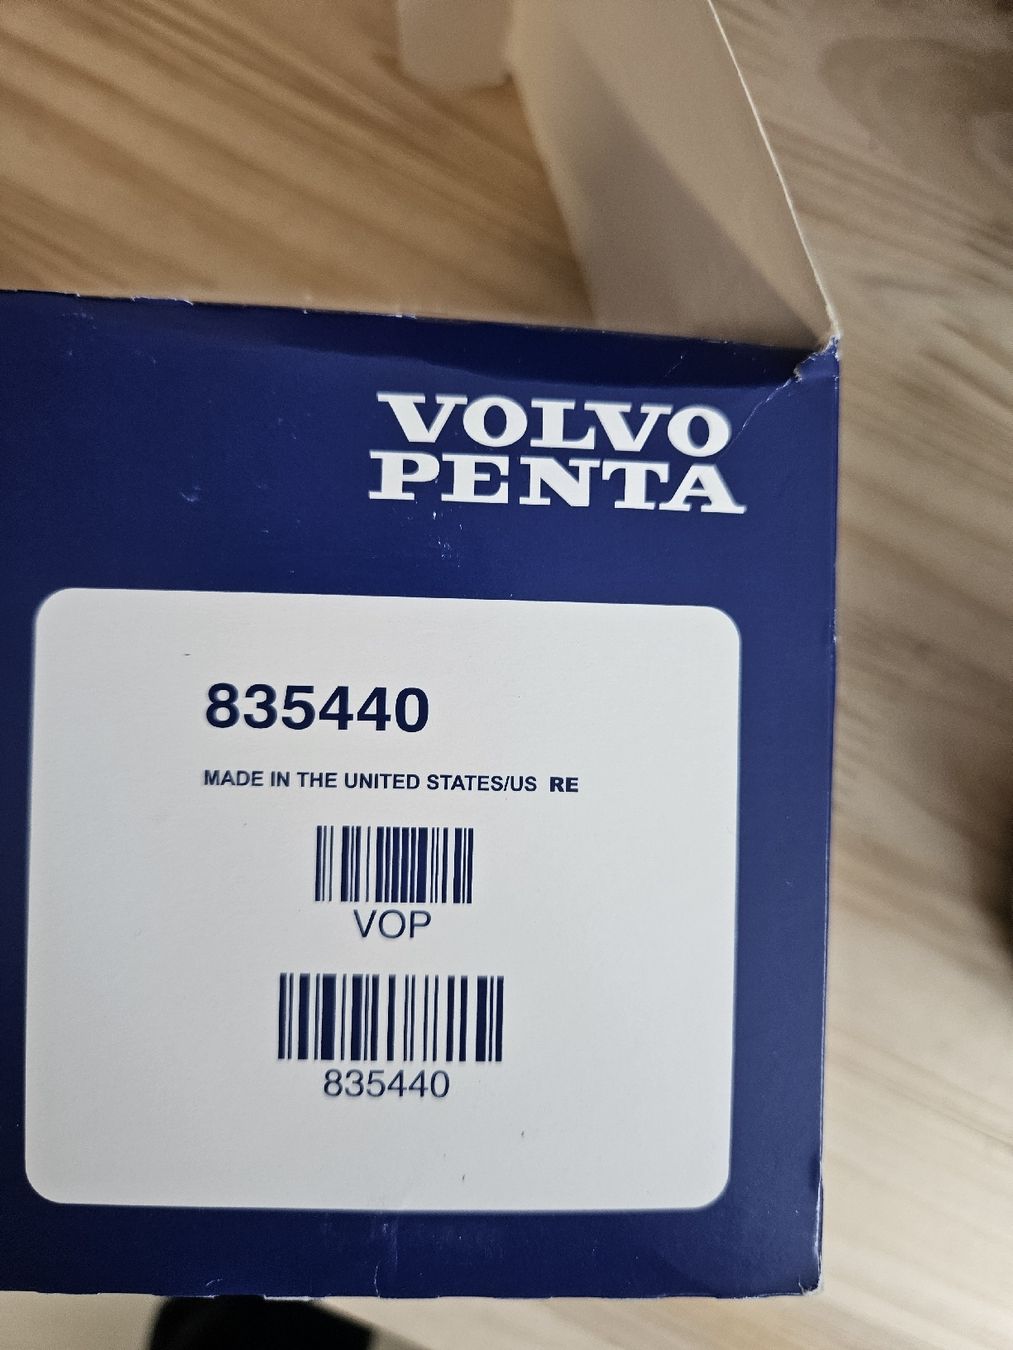 VOLVO
PENTA
835440
MADE IN THE UNITED STATES/US RE
VOP
835440